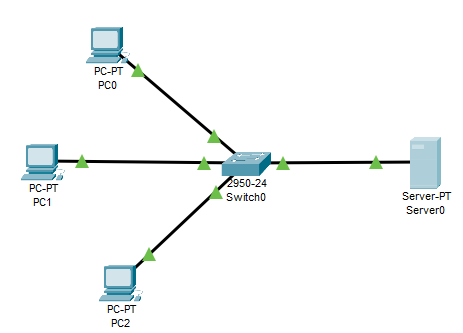 PC-PT
PC0
PC-PT
PC1
2950-24
Switch0
Server-PT
Server0
PC-PT
PC2